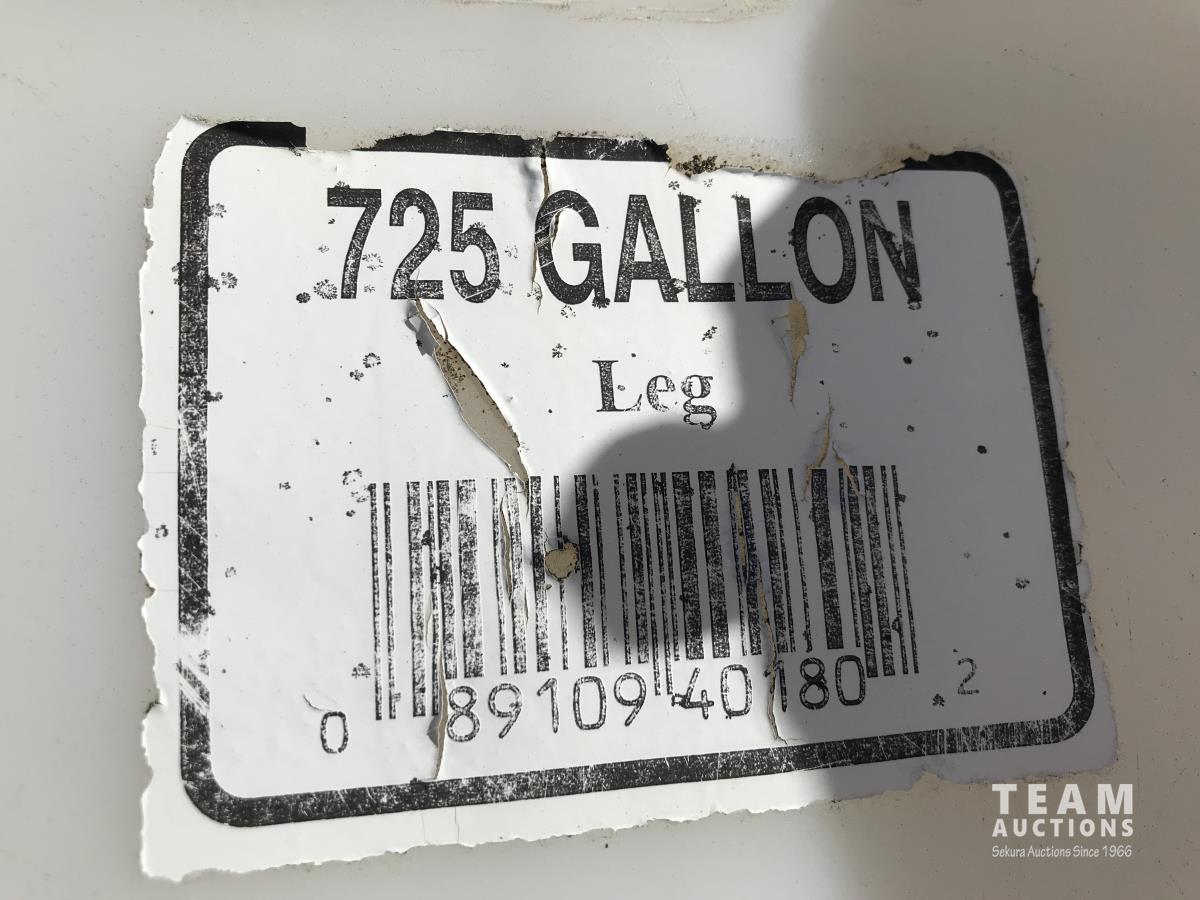 725 GALLON
Leg
0 89109 40180 2
TEAM
AUCTIONS
Sekura Auctions Since 1966